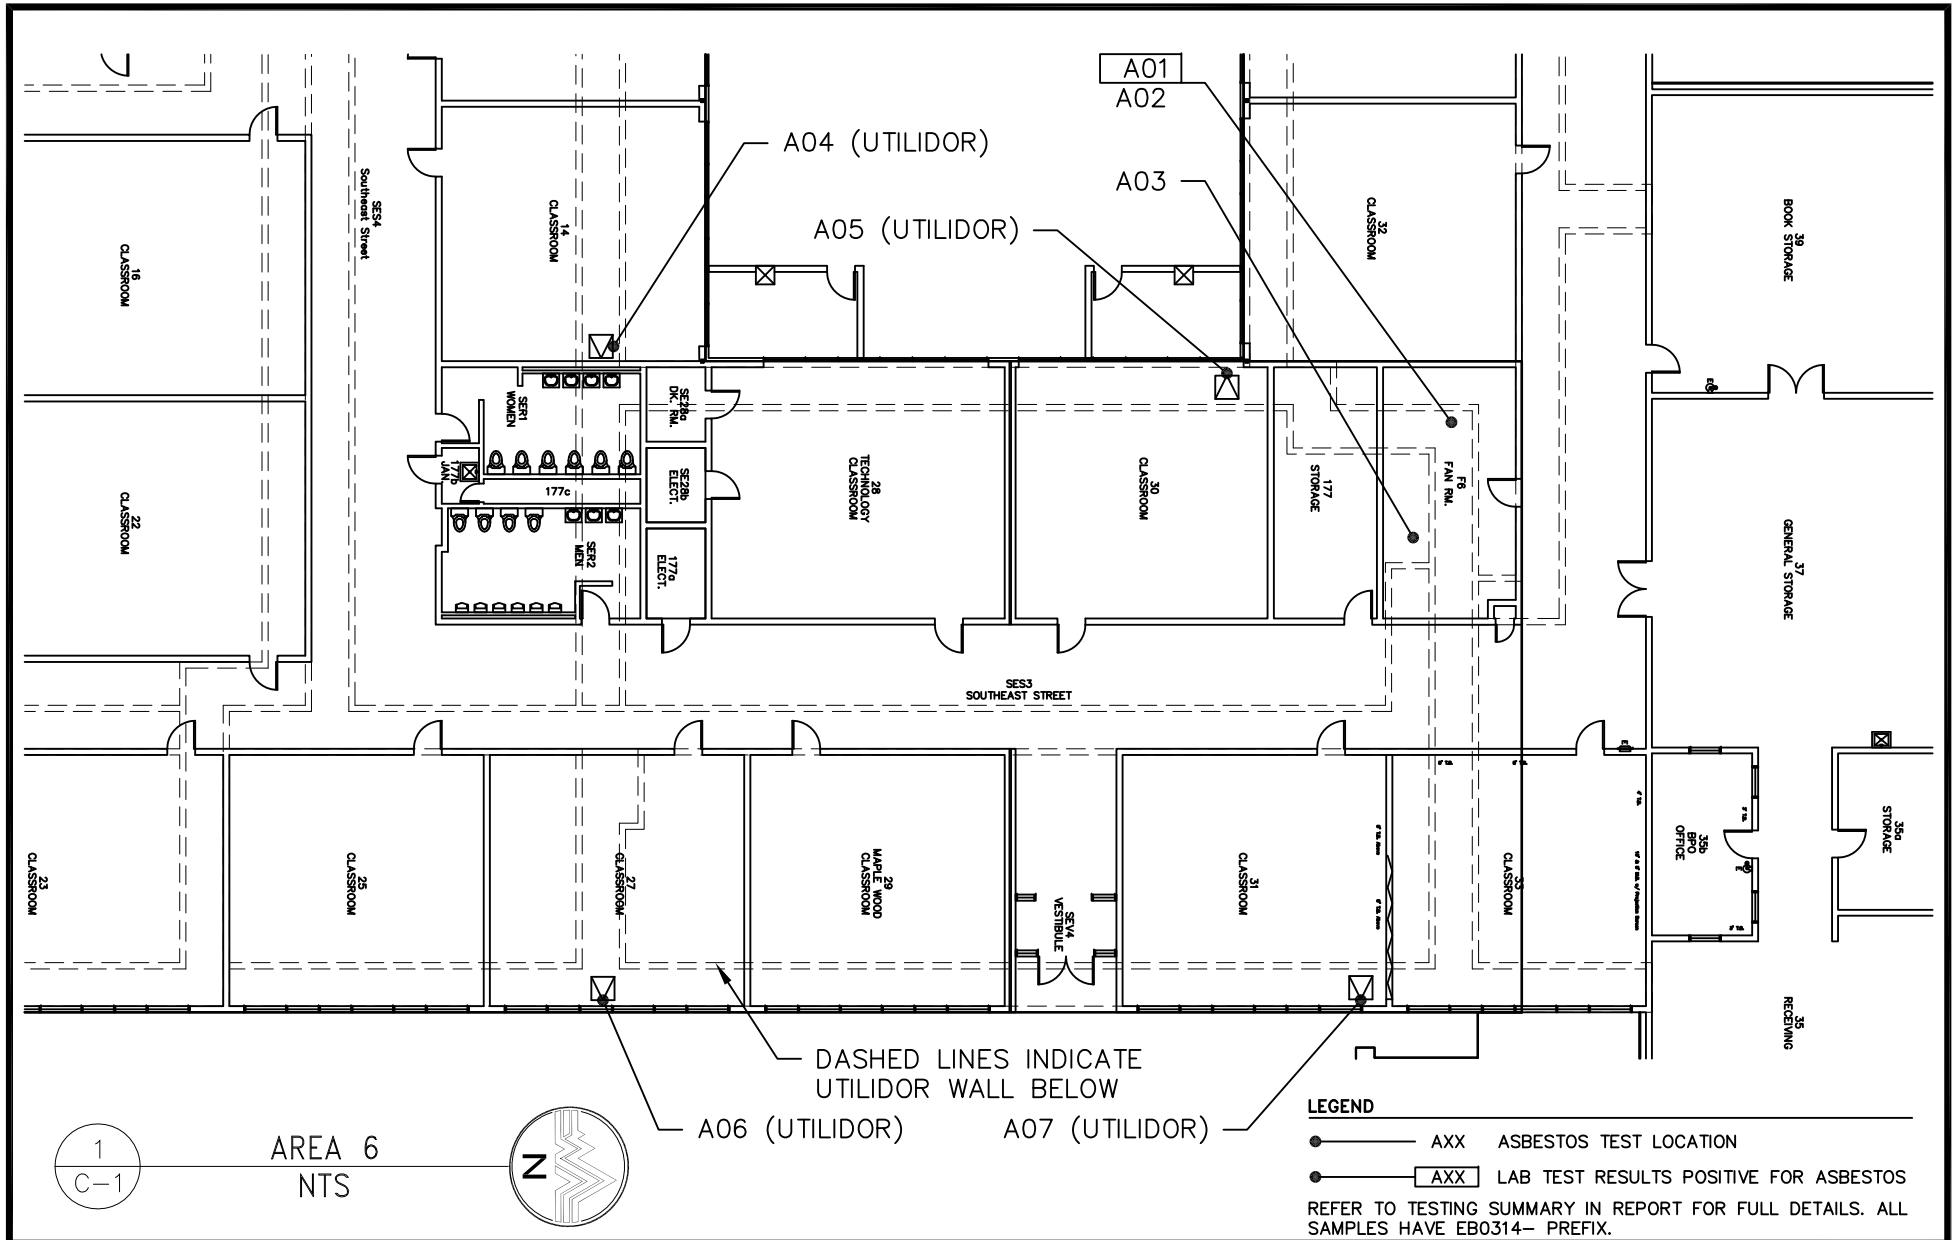 A01
A02
A04 (UTILIDOR)
A03
A05 (UTILIDOR)
SES4
Southeast Street
16
CLASSROOM
14
CLASSROOM
32
CLASSROOM
39
BOOK STORAGE
SER1
WOMEN
SE28a
DK. RM.
177b
JAN
177c
SE28b
ELECT.
SER2
MEN
177a
ELECT.
22
CLASSROOM
28
TECHNOLOGY
CLASSROOM
30
CLASSROOM
177
STORAGE
F6
FAN RM.
37
GENERAL STORAGE
E
SES3
SOUTHEAST STREET
E
23
CLASSROOM
25
CLASSROOM
27
CLASSROOM
29
MAPLE WOOD
CLASSROOM
SEV4
VESTIBULE
31
CLASSROOM
33
CLASSROOM
35b
BPO
OFFICE
E
35a
STORAGE
35
RECEIVING
DASHED LINES INDICATE
UTILIDOR WALL BELOW
A06 (UTILIDOR)
A07 (UTILIDOR)
1
C-1
AREA 6
NTS
N
LEGEND
AXX ASBESTOS TEST LOCATION
AXX LAB TEST RESULTS POSITIVE FOR ASBESTOS
REFER TO TESTING SUMMARY IN REPORT FOR FULL DETAILS. ALL
SAMPLES HAVE EB0314- PREFIX.